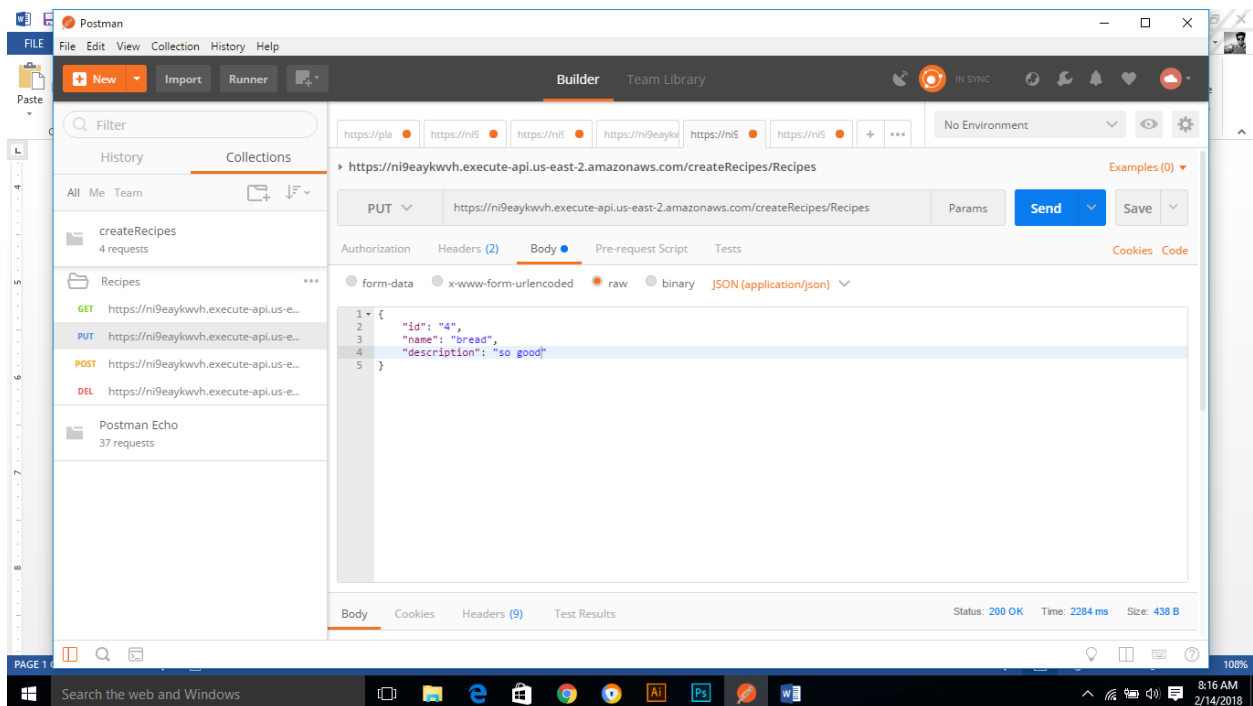 Postman
FILE
File Edit View Collection History Help
New Import Runner Builder Team Library IN SYNC
Paste
Filter
https://pla https://ni9 https://ni9 https://ni9eaykw https://ni9 https://ni9 + •••
No Environment
History Collections
https://ni9eaykwvh.execute-api.us-east-2.amazonaws.com/createRecipes/Recipes
Examples (0)
All Me Team
PUT https://ni9eaykwvh.execute-api.us-east-2.amazonaws.com/createRecipes/Recipes Params Send Save
createRecipes
4 requests
Authorization Headers (2) Body Pre-request Script Tests Cookies Code
Recipes
form-data x-www-form-urlencoded raw binary JSON (application/json)
GET https://ni9eaykwvh.execute-api.us-e...
PUT https://ni9eaykwvh.execute-api.us-e...
POST https://ni9eaykwvh.execute-api.us-e...
DEL https://ni9eaykwvh.execute-api.us-e...
1 {
2 "id": "4",
3 "name": "bread",
4 "description": "so good"
5 }
Postman Echo
37 requests
4
5
6
7
8
Body Cookies Headers (9) Test Results Status: 200 OK Time: 2284 ms Size: 438 B
PAGE 1
108%
Search the web and Windows
Ai
Ps
8:16 AM
2/14/2018